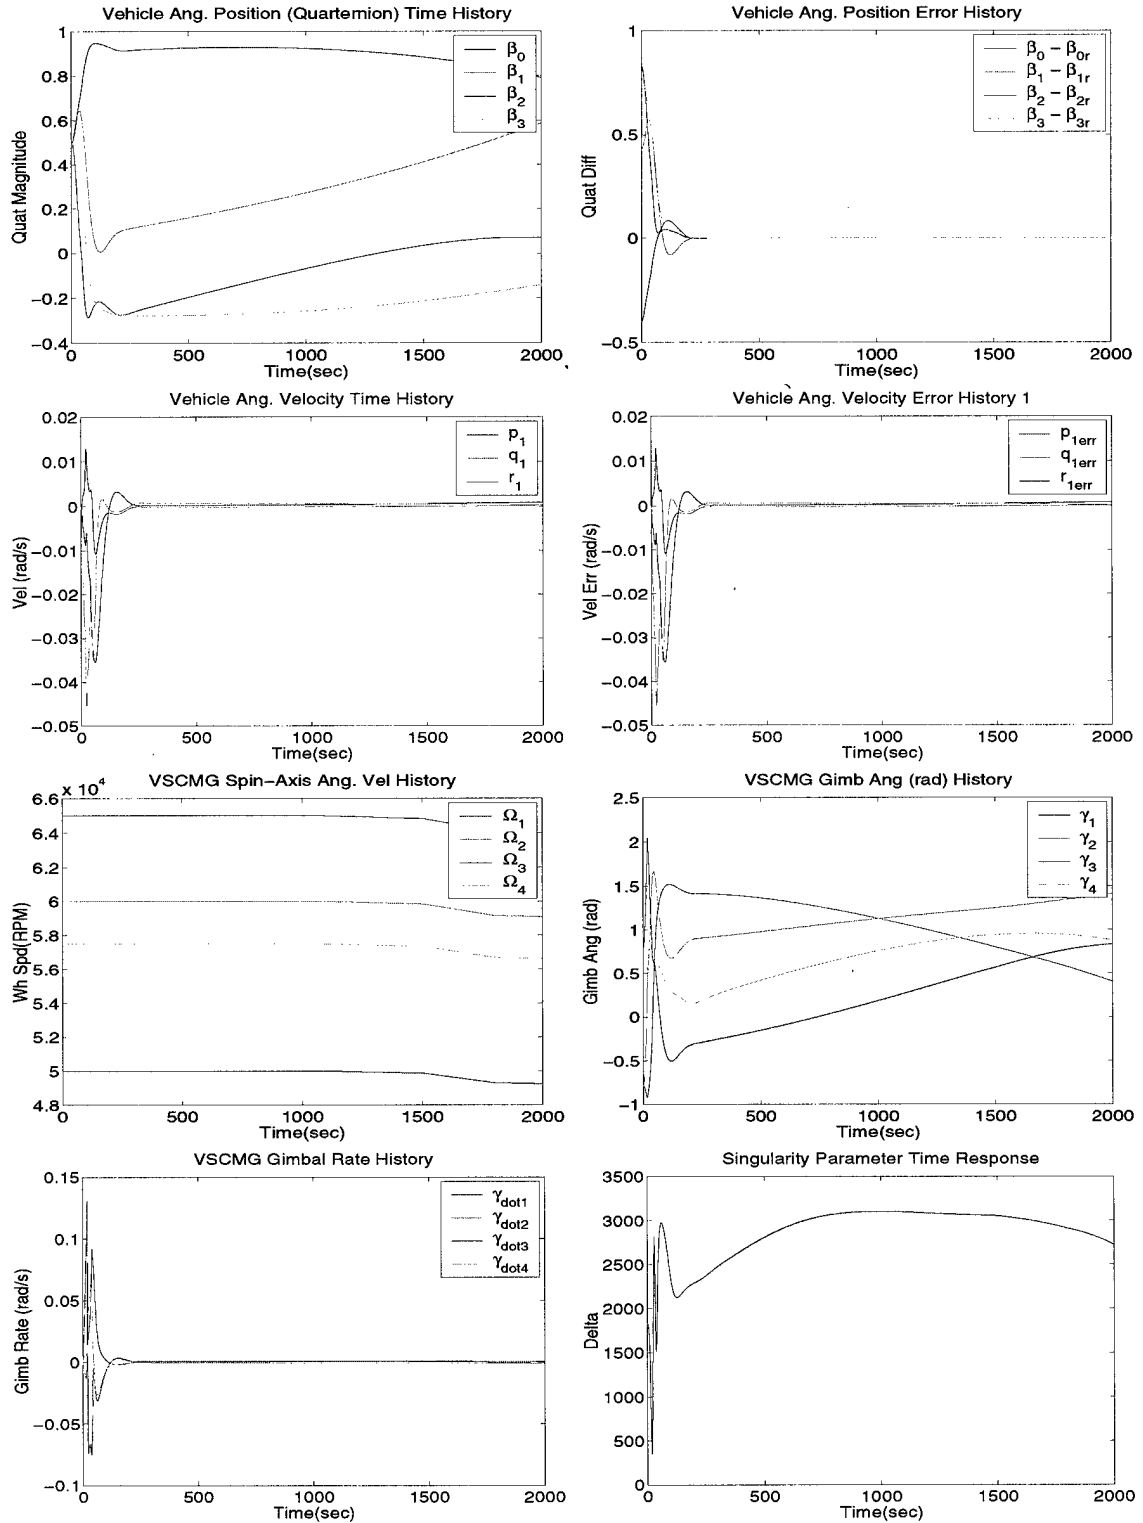 Vehicle Ang. Position (Quarternion) Time History
1
0.8
0.6
0.4
0.2
0
−0.2
−0.4
Quat Magnitude
β0
β1
β2
β3
0 500 1000 1500 2000
Time(sec)
Vehicle Ang. Position Error History
1
0.5
0
−0.5
Quat Diff
β0 − β0r
β1 − β1r
β2 − β2r
β3 − β3r
0 500 1000 1500 2000
Time(sec)
Vehicle Ang. Velocity Time History
0.02
0.01
0
−0.01
−0.02
−0.03
−0.04
−0.05
Vel (rad/s)
p1
q1
r1
0 500 1000 1500 2000
Time(sec)
Vehicle Ang. Velocity Error History 1
0.02
0.01
0
−0.01
−0.02
−0.03
−0.04
−0.05
Vel Err (rad/s)
p1err
q1err
r1err
0 500 1000 1500 2000
Time(sec)
VSCMG Spin−Axis Ang. Vel History
x 10^4
6.6
6.4
6.2
6
5.8
5.6
5.4
5.2
5
4.8
Wh Spd(RPM)
Ω1
Ω2
Ω3
Ω4
0 500 1000 1500 2000
Time(sec)
VSCMG Gimb Ang (rad) History
2.5
2
1.5
1
0.5
0
−0.5
−1
Gimb Ang (rad)
γ1
γ2
γ3
γ4
0 500 1000 1500 2000
Time(sec)
VSCMG Gimbal Rate History
0.15
0.1
0.05
0
−0.05
−0.1
Gimb Rate (rad/s)
γdot1
γdot2
γdot3
γdot4
0 500 1000 1500 2000
Time(sec)
Singularity Parameter Time Response
3500
3000
2500
2000
1500
1000
500
0
Delta
0 500 1000 1500 2000
Time(sec)